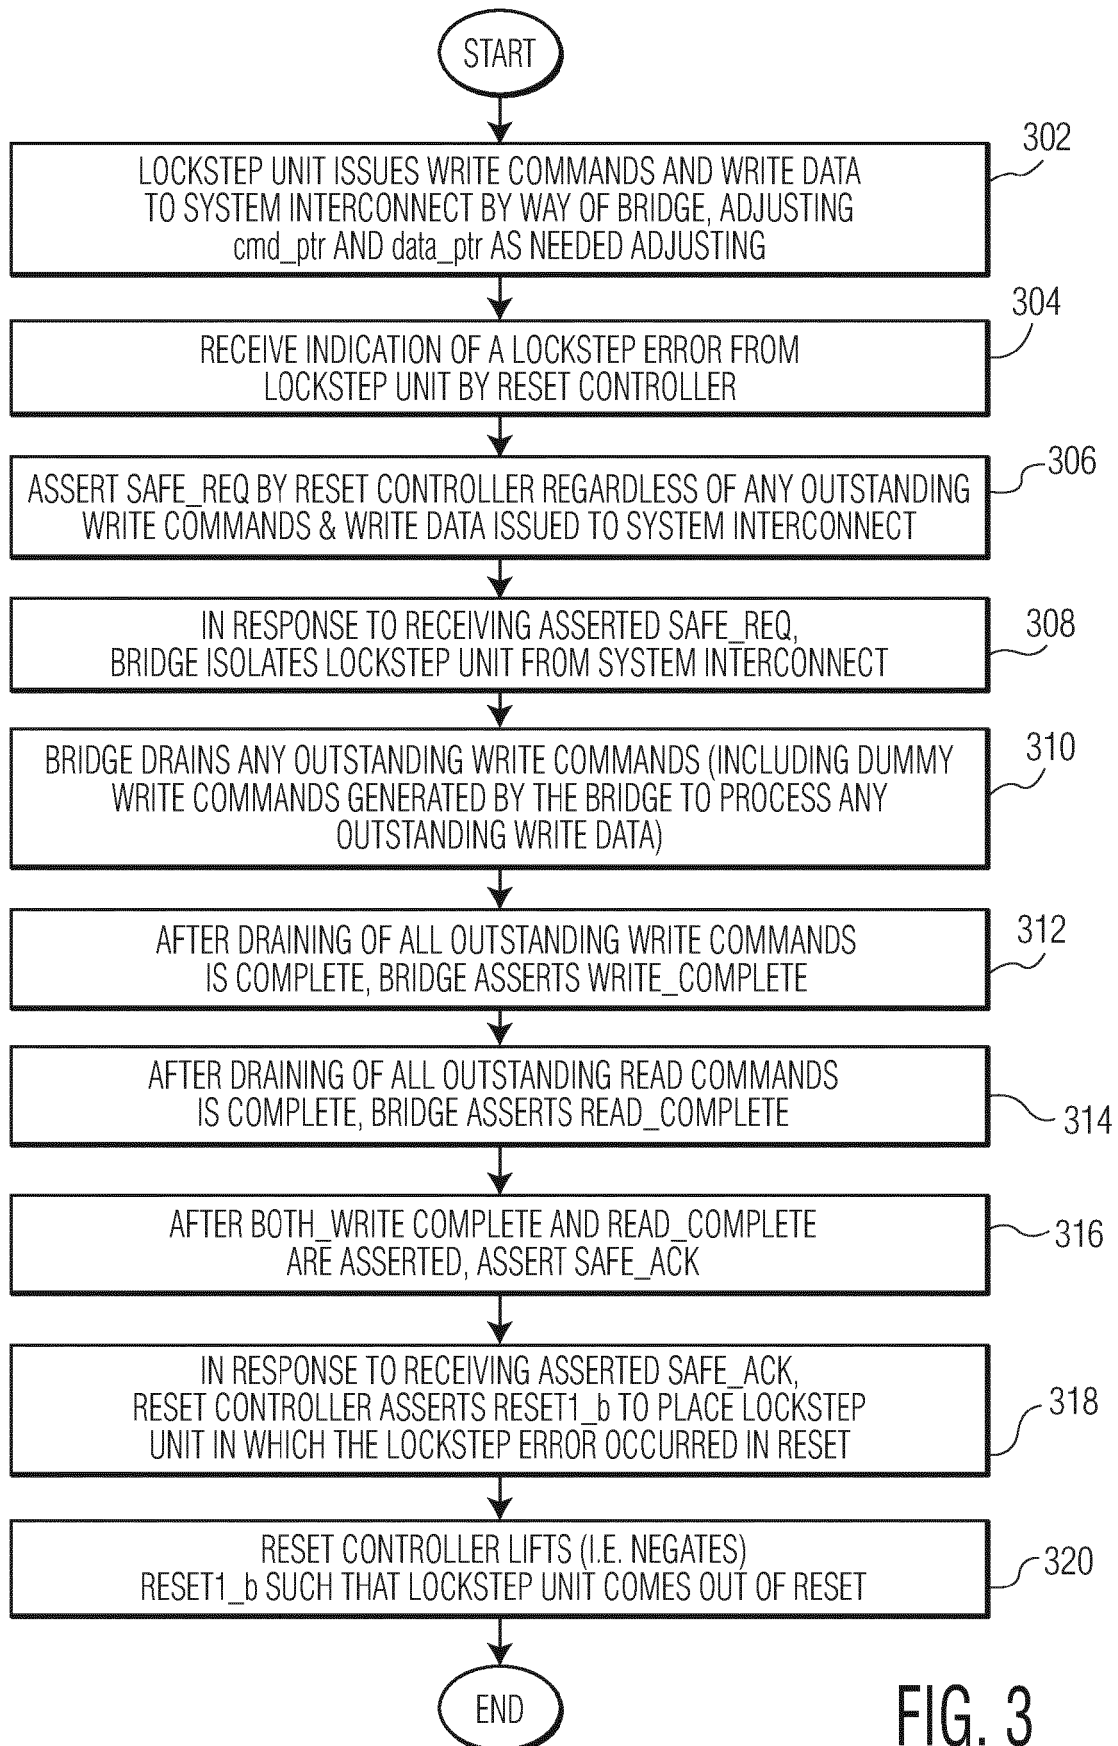 START
302
LOCKSTEP UNIT ISSUES WRITE COMMANDS AND WRITE DATA
TO SYSTEM INTERCONNECT BY WAY OF BRIDGE, ADJUSTING
cmd_ptr AND data_ptr AS NEEDED ADJUSTING
304
RECEIVE INDICATION OF A LOCKSTEP ERROR FROM
LOCKSTEP UNIT BY RESET CONTROLLER
306
ASSERT SAFE_REQ BY RESET CONTROLLER REGARDLESS OF ANY OUTSTANDING
WRITE COMMANDS & WRITE DATA ISSUED TO SYSTEM INTERCONNECT
308
IN RESPONSE TO RECEIVING ASSERTED SAFE_REQ,
BRIDGE ISOLATES LOCKSTEP UNIT FROM SYSTEM INTERCONNECT
310
BRIDGE DRAINS ANY OUTSTANDING WRITE COMMANDS (INCLUDING DUMMY
WRITE COMMANDS GENERATED BY THE BRIDGE TO PROCESS ANY
OUTSTANDING WRITE DATA)
312
AFTER DRAINING OF ALL OUTSTANDING WRITE COMMANDS
IS COMPLETE, BRIDGE ASSERTS WRITE_COMPLETE
AFTER DRAINING OF ALL OUTSTANDING READ COMMANDS
IS COMPLETE, BRIDGE ASSERTS READ_COMPLETE
314
AFTER BOTH_WRITE COMPLETE AND READ_COMPLETE
ARE ASSERTED, ASSERT SAFE_ACK
316
IN RESPONSE TO RECEIVING ASSERTED SAFE_ACK,
RESET CONTROLLER ASSERTS RESET1_b TO PLACE LOCKSTEP
UNIT IN WHICH THE LOCKSTEP ERROR OCCURRED IN RESET
318
RESET CONTROLLER LIFTS (I.E. NEGATES)
RESET1_b SUCH THAT LOCKSTEP UNIT COMES OUT OF RESET
320
END
FIG. 3